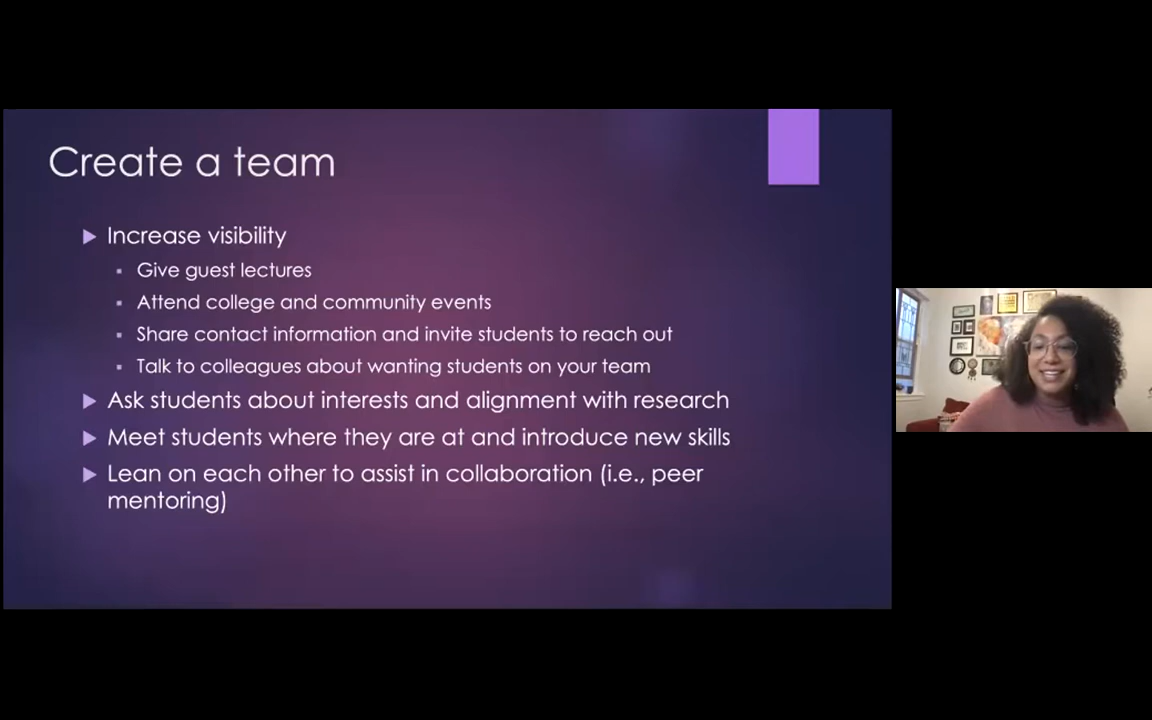 Create a team
Increase visibility
Give guest lectures
Attend college and community events
Share contact information and invite students to reach out
Talk to colleagues about wanting students on your team
Ask students about interests and alignment with research
Meet students where they are at and introduce new skills
Lean on each other to assist in collaboration (i.e., peer
mentoring)